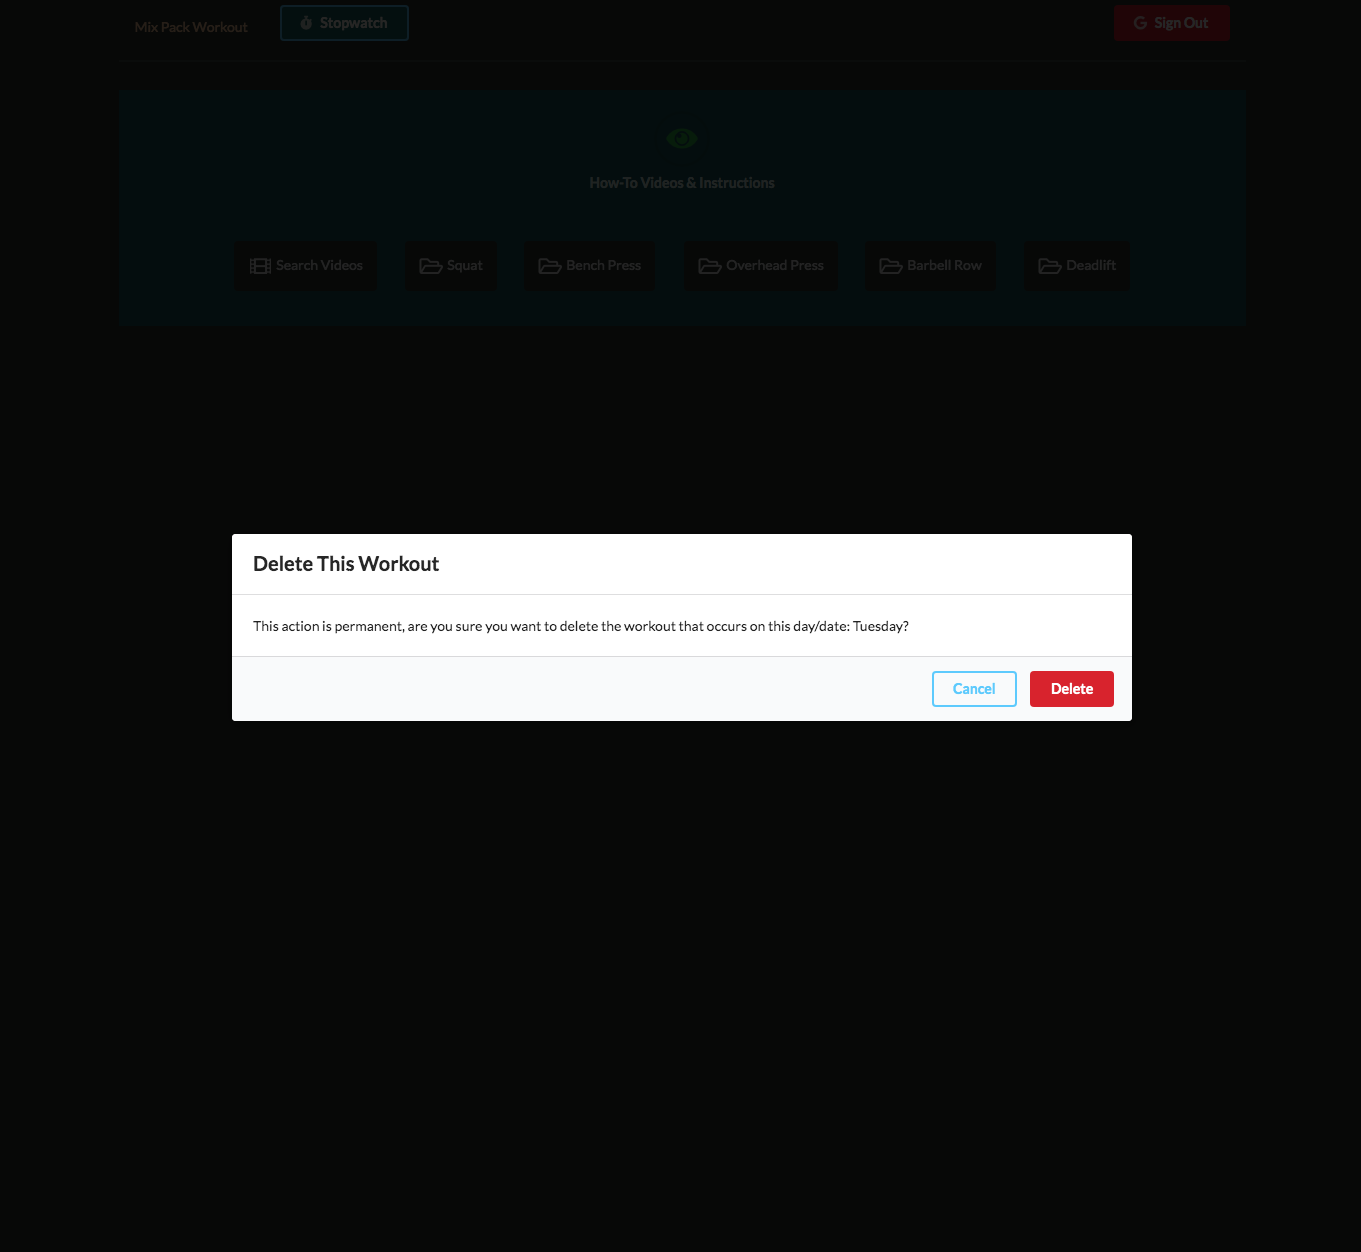 Mix Pack Workout
Stopwatch
Sign Out
How-To Videos & Instructions
Search Videos
Squat
Bench Press
Overhead Press
Barbell Row
Deadlift
Delete This Workout
This action is permanent, are you sure you want to delete the workout that occurs on this day/date: Tuesday?
Cancel
Delete